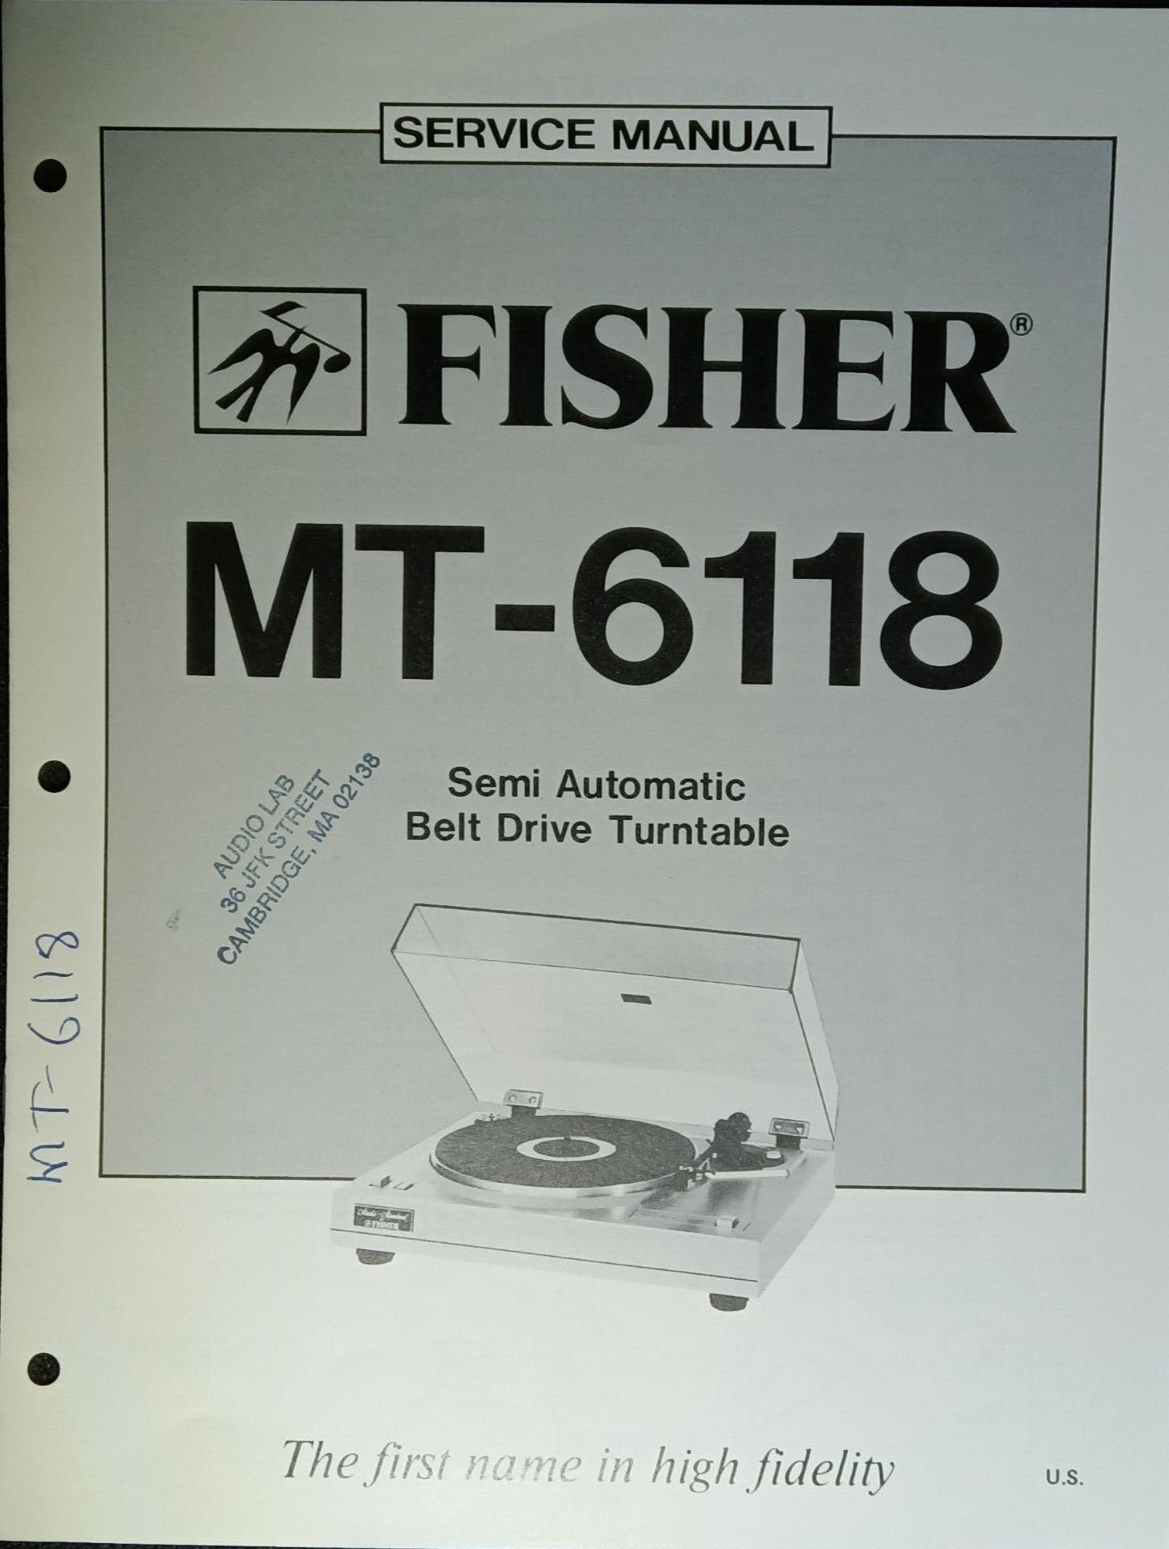 SERVICE MANUAL
FISHER®
MT-6118
Semi Automatic
Belt Drive Turntable
AUDIO LAB
36 JFK STREET
CAMBRIDGE, MA 02138
MT-6118
FISHER
The first name in high fidelity
U.S.